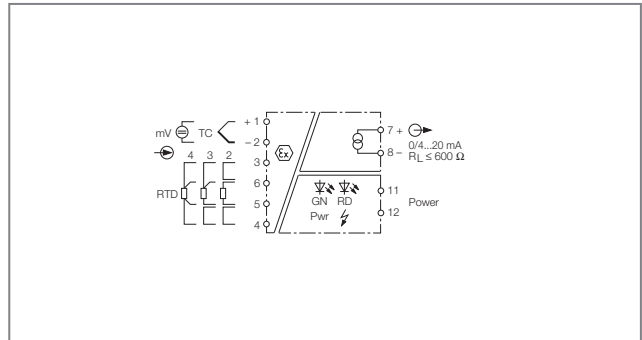 mV TC + 1
− 2
4 3 2 3
RTD 6
5
4
Ex
7 +
0/4...20 mA
8 − RL ≤ 600 Ω
GN RD
Pwr
11
Power
12